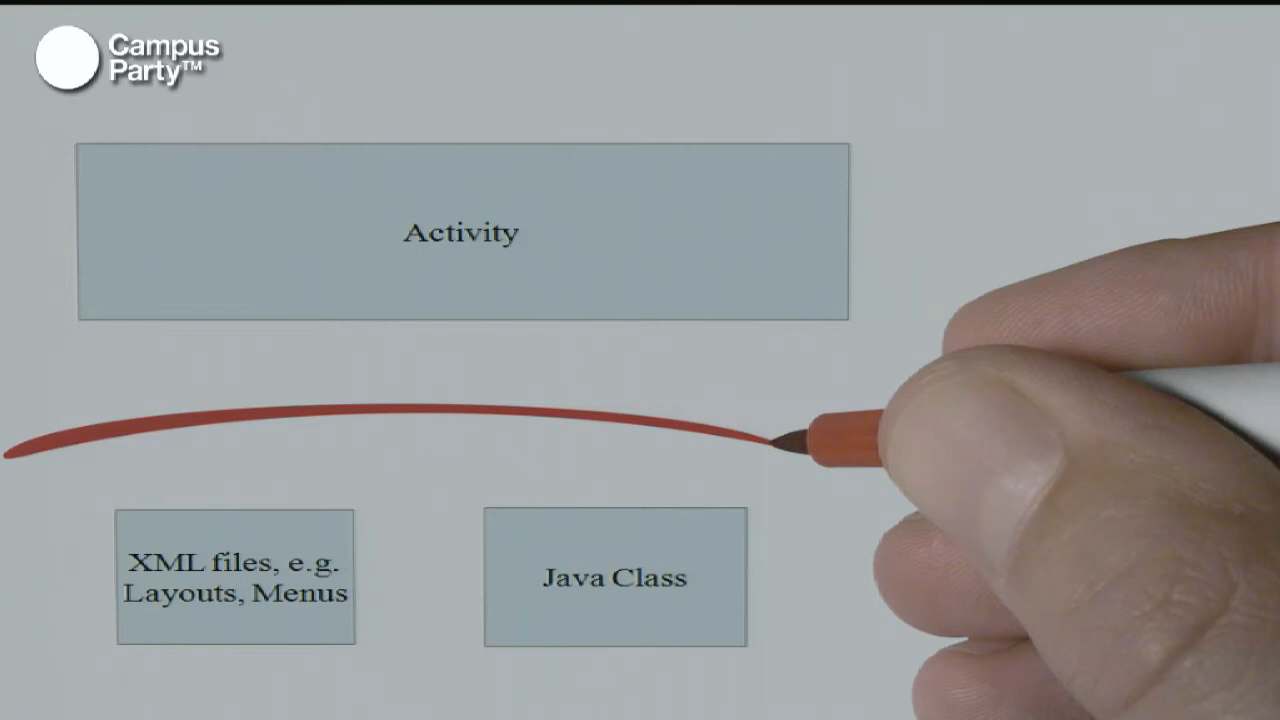 Campus
Party™
Activity
XML files, e.g.
Layouts, Menus
Java Class